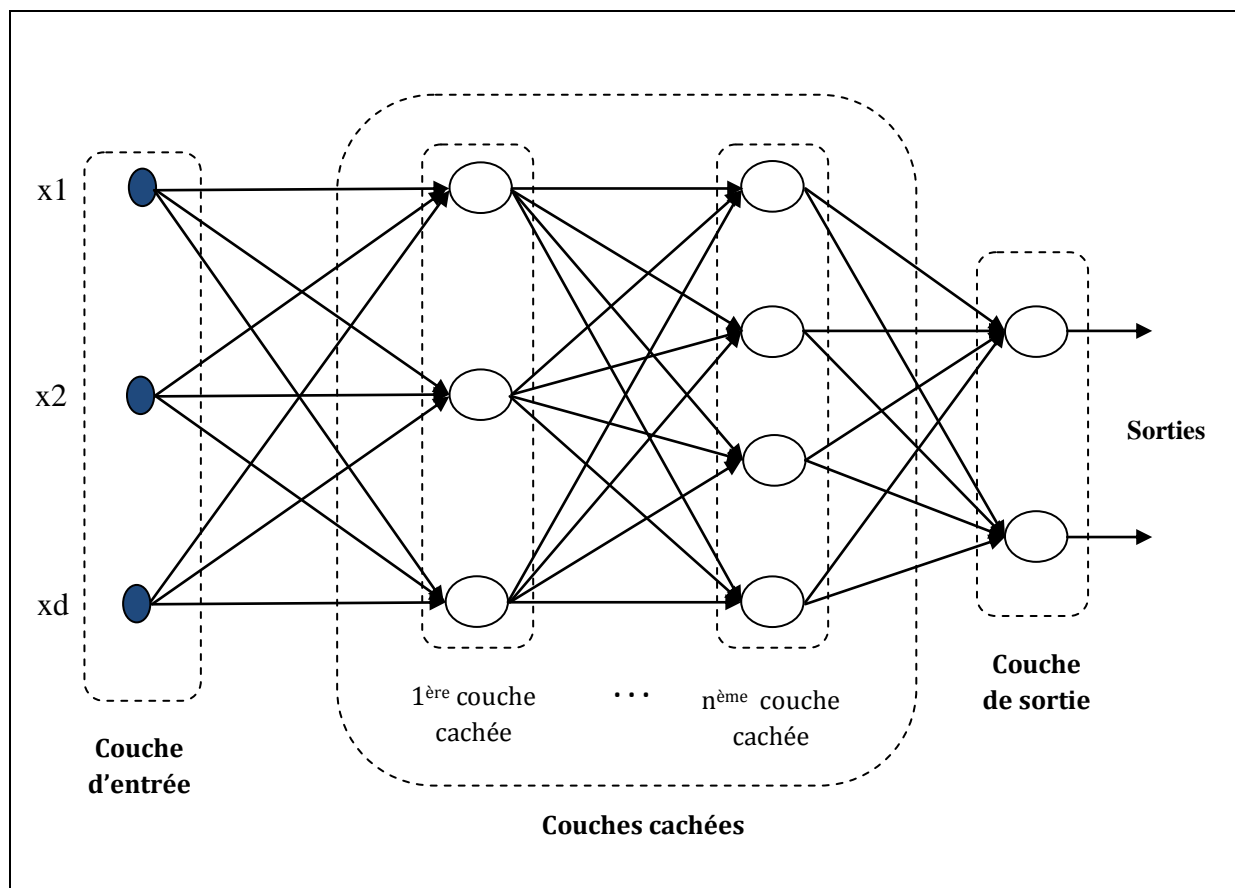 x1
x2
xd
Sorties
1ère couche
cachée
...
nème couche
cachée
Couche
de sortie
Couche
d'entrée
Couches cachées